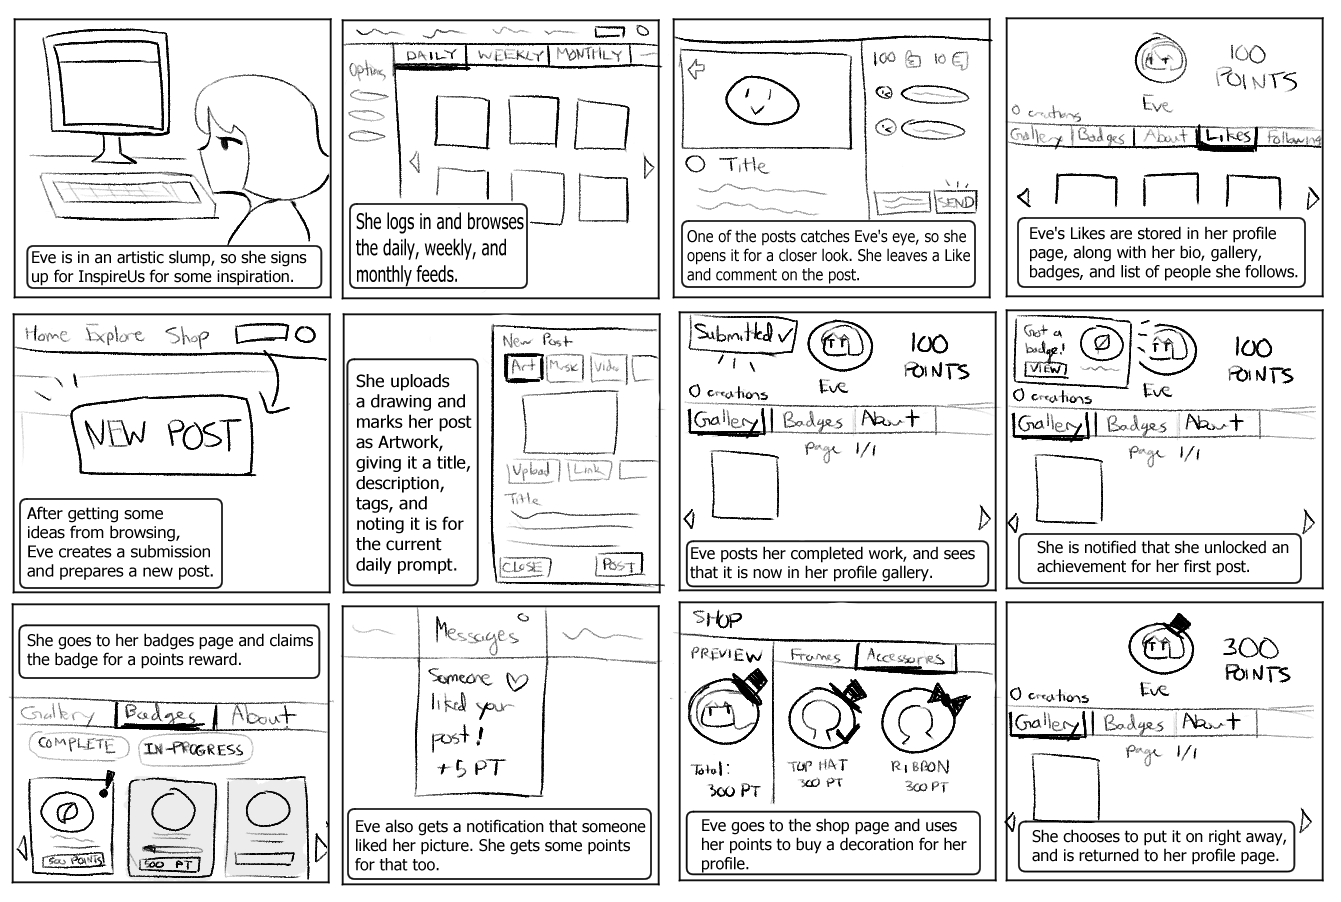 Eve is in an artistic slump, so she signs
up for InspireUs for some inspiration.
DAILY WEEKLY MONTHLY
Options
She logs in and browses
the daily, weekly, and
monthly feeds.
100 10
Title
SEND
One of the posts catches Eve's eye, so she
opens it for a closer look. She leaves a Like
and comment on the post.
100
POINTS
Eve
0 creations
Gallery Badges About Likes Following
Eve's Likes are stored in her profile
page, along with her bio, gallery,
badges, and list of people she follows.
Home Explore Shop
NEW POST
After getting some
ideas from browsing,
Eve creates a submission
and prepares a new post.
She uploads
a drawing and
marks her post
as Artwork,
giving it a title,
description,
tags, and
noting it is for
the current
daily prompt.
New Post
Art Music Video
Upload Link
Title
CLOSE POST
Submitted ✓
100
POINTS
Eve
0 creations
Gallery Badges About
page 1/1
Eve posts her completed work, and sees
that it is now in her profile gallery.
Got a
badge!
VIEW
100
POINTS
Eve
0 creations
Gallery Badges About
page 1/1
She is notified that she unlocked an
achievement for her first post.
She goes to her badges page and claims
the badge for a points reward.
Gallery Badges About
COMPLETE IN-PROGRESS
!
500 POINTS
500 PT
Messages
Someone ♡
liked your
post!
+5 PT
Eve also gets a notification that someone
liked her picture. She gets some points
for that too.
SHOP
PREVIEW Frames Accessories
Total:
300 PT
TOP HAT
300 PT
RIBBON
300 PT
Eve goes to the shop page and uses
her points to buy a decoration for her
profile.
300
POINTS
Eve
0 creations
Gallery Badges About
page 1/1
She chooses to put it on right away,
and is returned to her profile page.